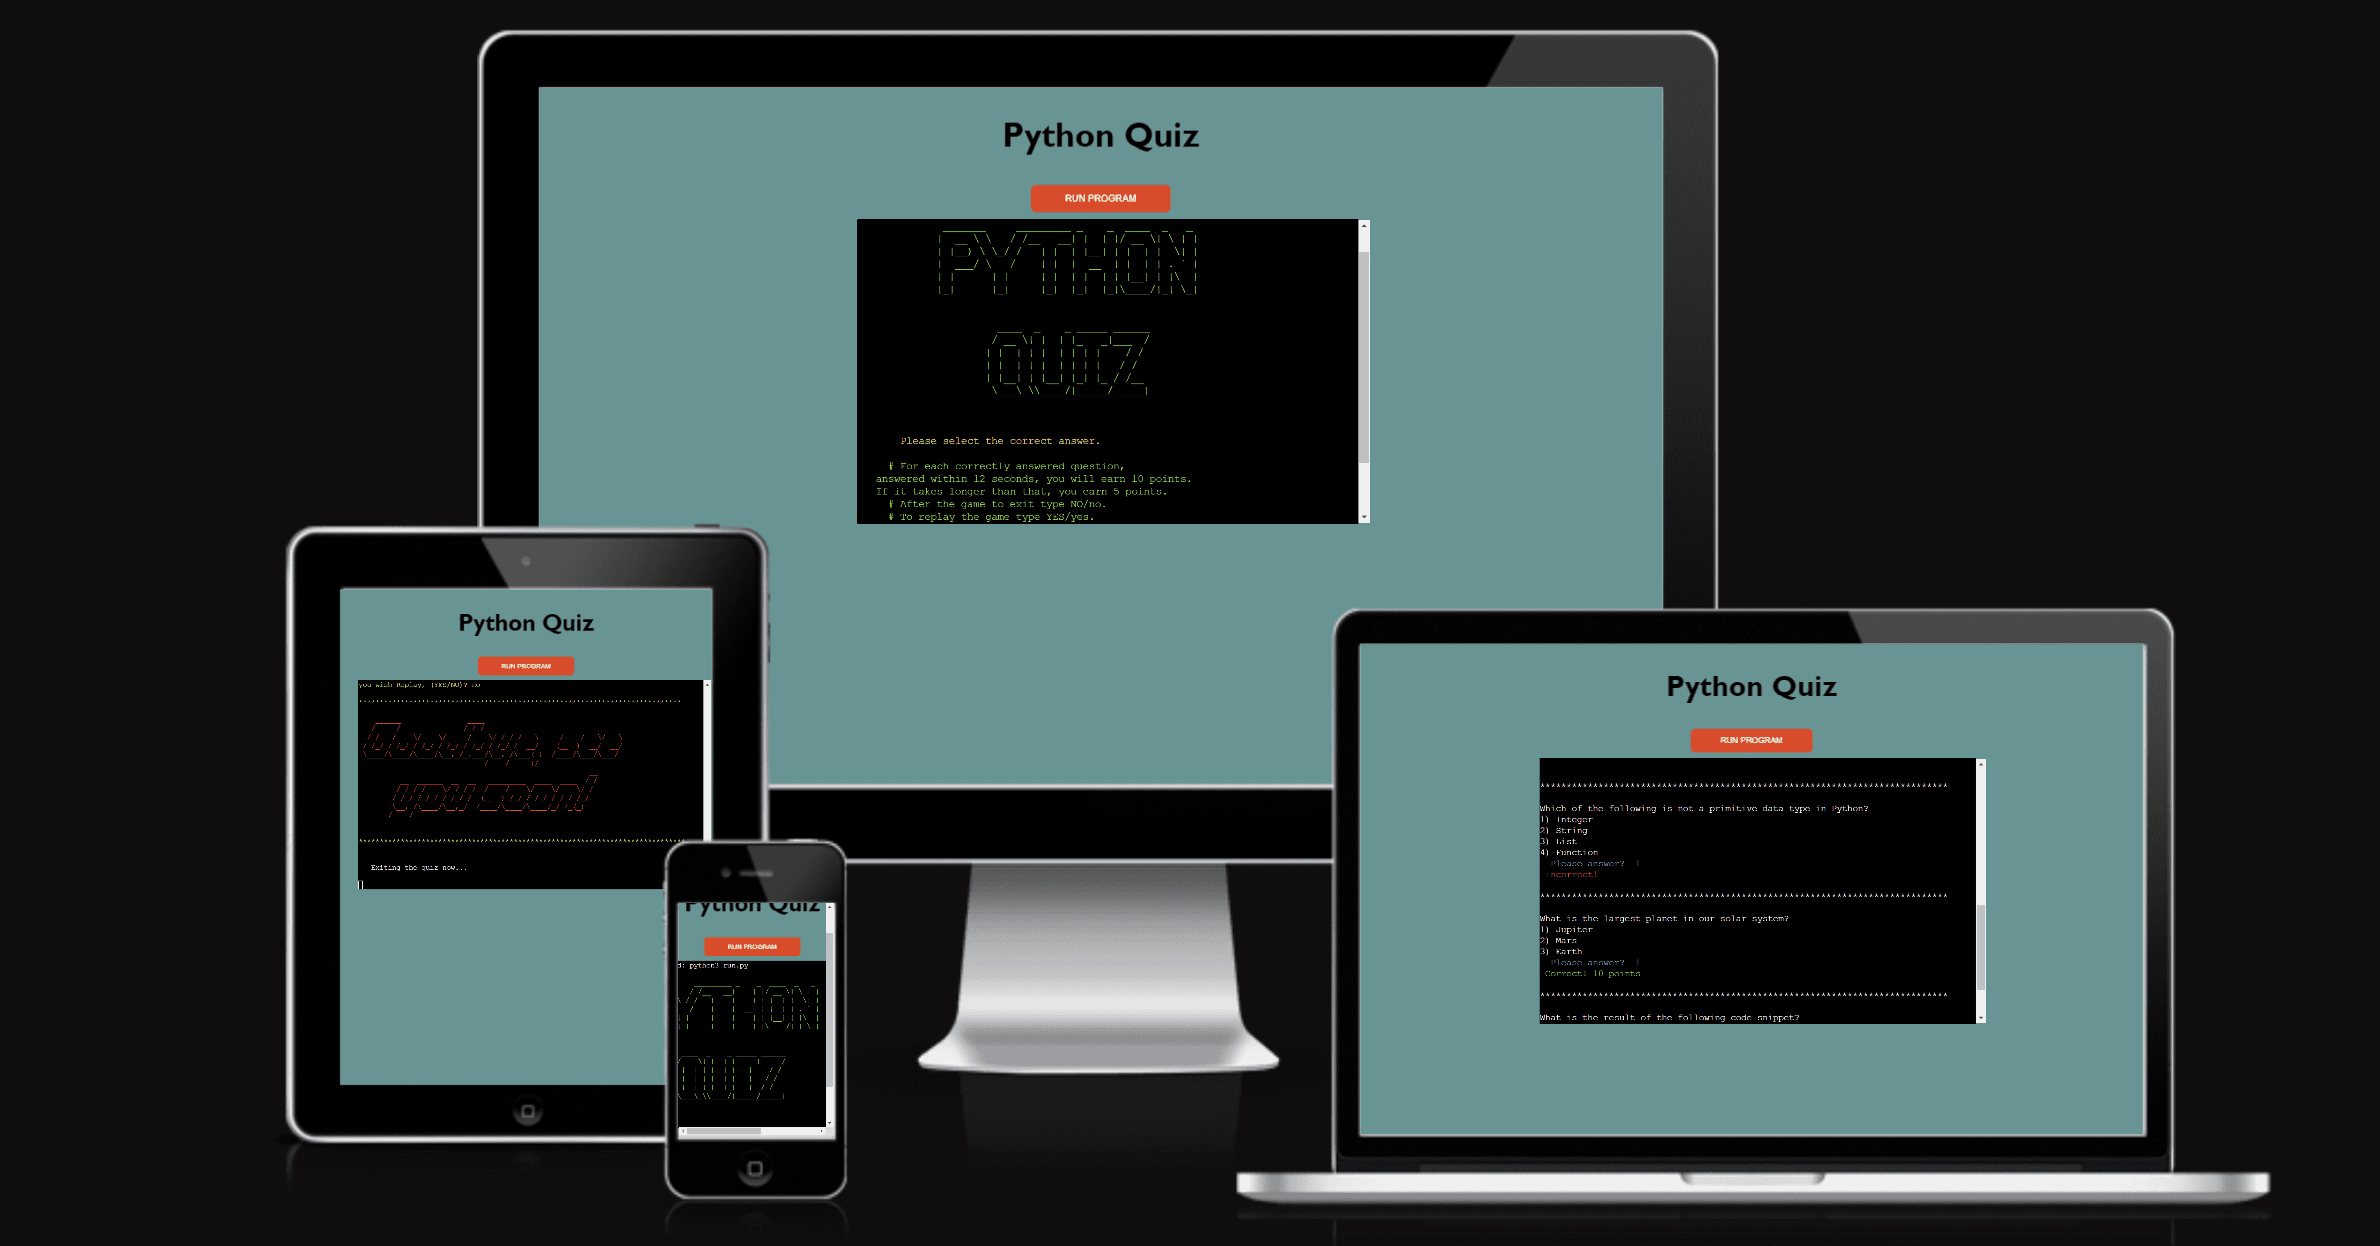 Python Quiz
RUN PROGRAM
PYTHON
QUIZ
Please select the correct answer.
# For each correctly answered question,
answered within 12 seconds, you will earn 10 points.
If it takes longer than that, you earn 5 points.
# After the game to exit type NO/no.
# To replay the game type YES/yes.
Python Quiz
RUN PROGRAM
you wish Replay, (YES/NO)? no
****************************************************************************
Goodbye, see
you soon!
****************************************************************************
Exiting the quiz now...
Python Quiz
RUN PROGRAM
d: python3 run.py
YTHON
QUIZ
Python Quiz
RUN PROGRAM
****************************************************************************
Which of the following is not a primitive data type in Python?
1) Integer
2) String
3) List
4) Function
Please answer? 1
Incorrect!
****************************************************************************
What is the largest planet in our solar system?
1) Jupiter
2) Mars
3) Earth
Please answer? 1
Correct! 10 points
****************************************************************************
What is the result of the following code snippet?